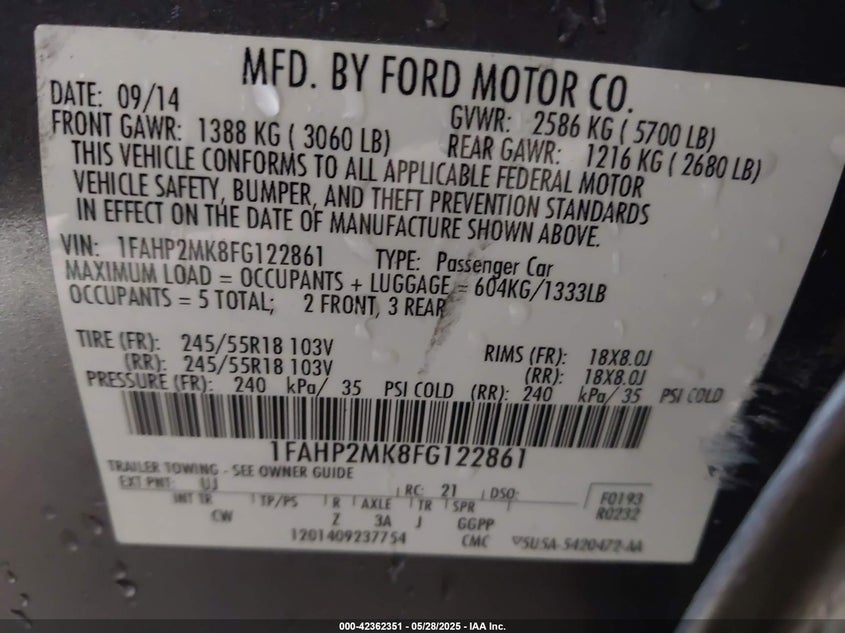 MFD. BY FORD MOTOR CO.
DATE: 09/14 GVWR: 2586 KG ( 5700 LB)
FRONT GAWR: 1388 KG ( 3060 LB) REAR GAWR: 1216 KG ( 2680 LB)
THIS VEHICLE CONFORMS TO ALL APPLICABLE FEDERAL MOTOR
VEHICLE SAFETY, BUMPER, AND THEFT PREVENTION STANDARDS
IN EFFECT ON THE DATE OF MANUFACTURE SHOWN ABOVE.
VIN: 1FAHP2MK8FG122861 TYPE: Passenger Car
MAXIMUM LOAD = OCCUPANTS + LUGGAGE = 604KG/1333LB
OCCUPANTS = 5 TOTAL; 2 FRONT, 3 REAR
TIRE (FR): 245/55R18 103V RIMS (FR): 18X8.0J
(RR): 245/55R18 103V (RR): 18X8.0J
PRESSURE (FR): 240 kPa/ 35 PSI COLD (RR): 240 kPa/ 35 PSI COLD
1FAHP2MK8FG122861
TRAILER TOWING - SEE OWNER GUIDE
EXT PNT: UJ RC: 21 DSO: F0193
INT TR TP/PS R AXLE TR SPR R0232
CW Z 3A J GGPP
1201409237754 CMC 5U5A-5420472-AA
000-42362351 - 05/28/2025 - IAA Inc.